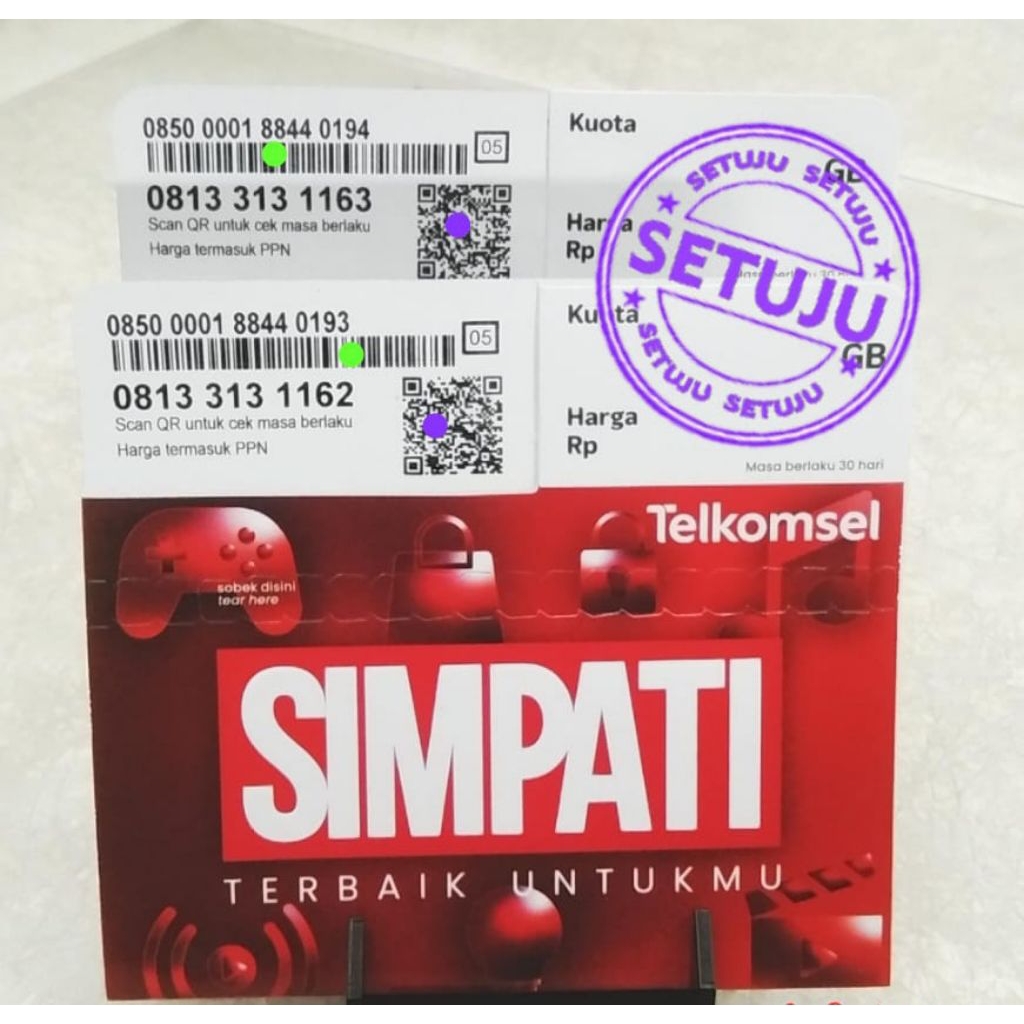 0850 0001 8844 0194
05
0813 313 1163
Scan QR untuk cek masa berlaku
Harga termasuk PPN
Kuota
GB
Harga
Rp
SETUJU SETUJU
SETUJU
SETUJU SETUJU
0850 0001 8844 0193
05
0813 313 1162
Scan QR untuk cek masa berlaku
Harga termasuk PPN
Kuota
GB
Harga
Rp
Masa berlaku 30 hari
Telkomsel
sobek disini
tear here
SIMPATI
TERBAIK UNTUKMU